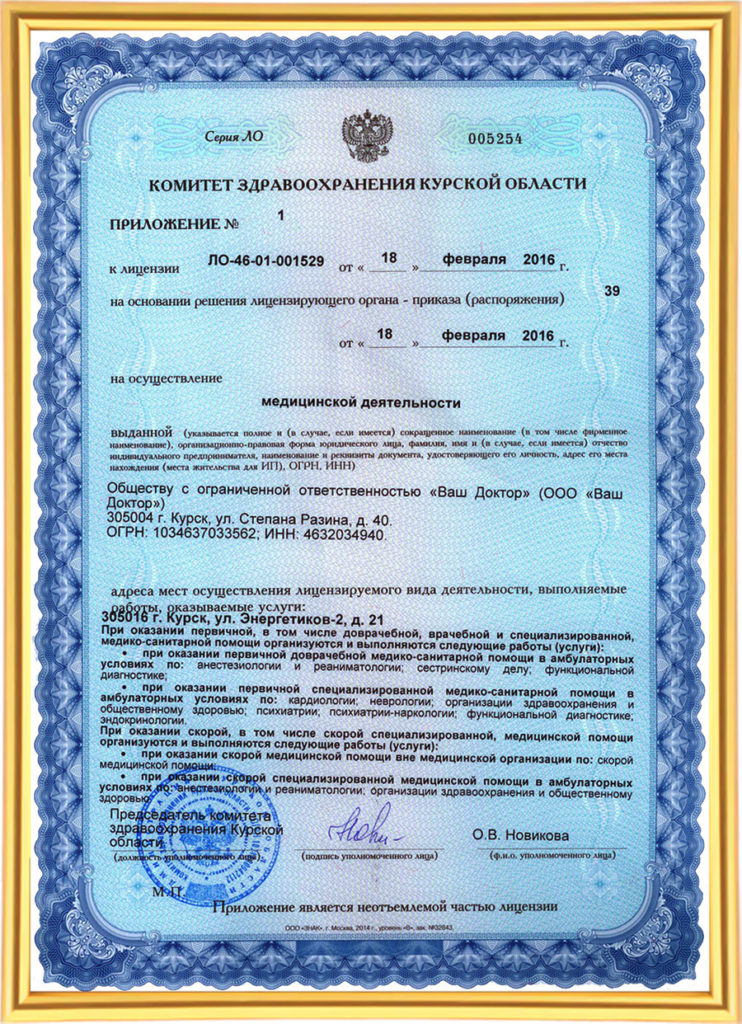 Серия ЛО
005254
КОМИТЕТ ЗДРАВООХРАНЕНИЯ КУРСКОЙ ОБЛАСТИ
ПРИЛОЖЕНИЕ № 1
к лицензии ЛО-46-01-001529 от « 18 » февраля 2016 г.
на основании решения лицензирующего органа - приказа (распоряжения) 39
от « 18 » февраля 2016 г.
на осуществление
медицинской деятельности
выданной (указывается полное и (в случае, если имеется) сокращенное наименование (в том числе фирменное
наименование), организационно-правовая форма юридического лица, фамилия, имя и (в случае, если имеется) отчество
индивидуального предпринимателя, наименование и реквизиты документа, удостоверяющего его личность, адрес его места
нахождения (места жительства для ИП), ОГРН, ИНН)
Обществу с ограниченной ответственностью «Ваш Доктор» (ООО «Ваш
Доктор»)
305004 г. Курск, ул. Степана Разина, д. 40.
ОГРН: 1034637033562; ИНН: 4632034940.
адреса мест осуществления лицензируемого вида деятельности, выполняемые
работы, оказываемые услуги:
305016 г. Курск, ул. Энергетиков-2, д. 21
При оказании первичной, в том числе доврачебной, врачебной и специализированной,
медико-санитарной помощи организуются и выполняются следующие работы (услуги):
• при оказании первичной доврачебной медико-санитарной помощи в амбулаторных
условиях по: анестезиологии и реаниматологии; сестринскому делу; функциональной
диагностике;
• при оказании первичной специализированной медико-санитарной помощи в
амбулаторных условиях по: кардиологии; неврологии; организации здравоохранения и
общественному здоровью; психиатрии; психиатрии-наркологии; функциональной диагностике;
эндокринологии.
При оказании скорой, в том числе скорой специализированной, медицинской помощи
организуются и выполняются следующие работы (услуги):
• при оказании скорой медицинской помощи вне медицинской организации по: скорой
медицинской помощи;
• при оказании скорой специализированной медицинской помощи в амбулаторных
условиях по: анестезиологии и реаниматологии; организации здравоохранения и общественному
здоровью.
Председатель комитета
здравоохранения Курской
области
О.В. Новикова
(должность уполномоченного лица)
(подпись уполномоченного лица)
(ф.и.о. уполномоченного лица)
М.П.
Приложение является неотъемлемой частью лицензии
ООО «ЗНАК», г. Москва, 2014 г., уровень «В», зак. №32843.